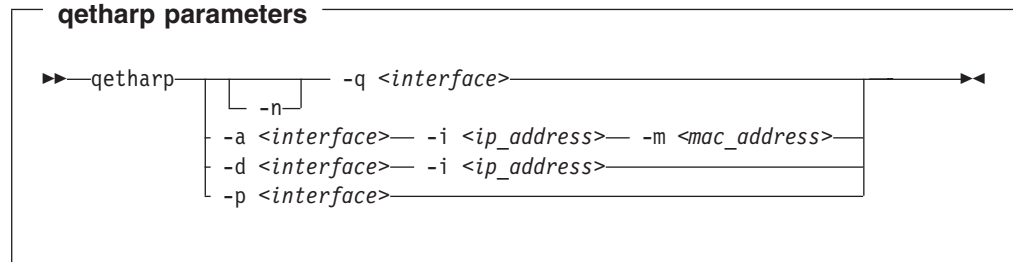 qetharp parameters
qetharp -q <interface>
-n
-a <interface> -i <ip_address> -m <mac_address>
-d <interface> -i <ip_address>
-p <interface>